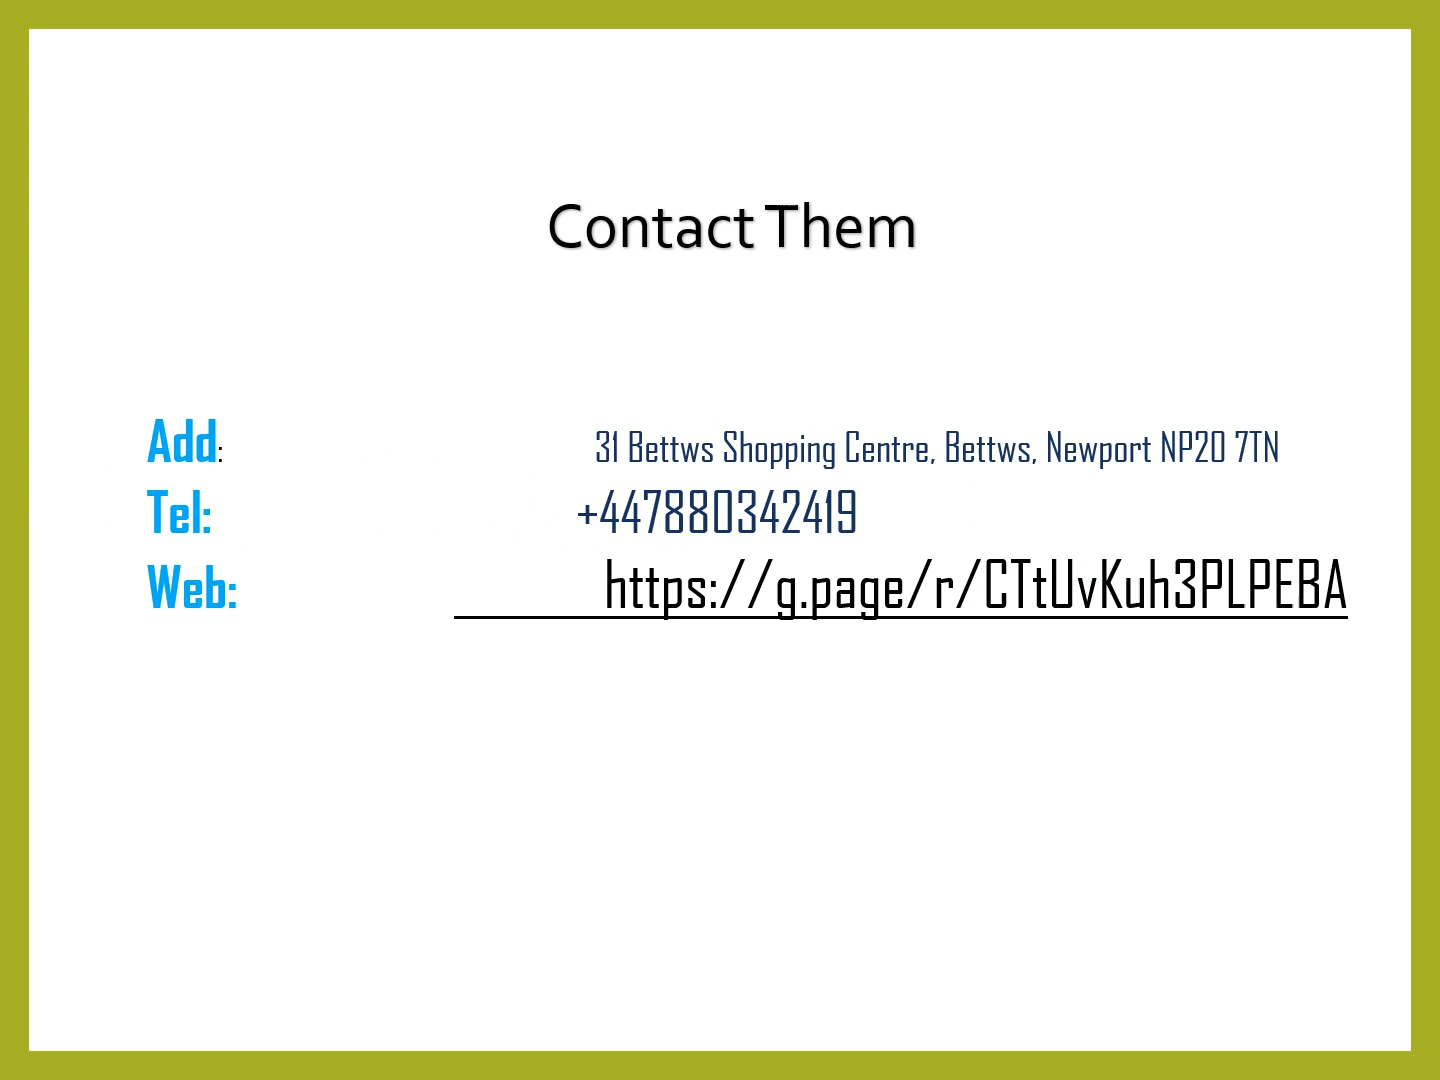 Contact Them
Add: 31 Bettws Shopping Centre, Bettws, Newport NP20 7TN
Tel: +447880342419
Web: https://g.page/r/CTtUvKuh3PLPEBA